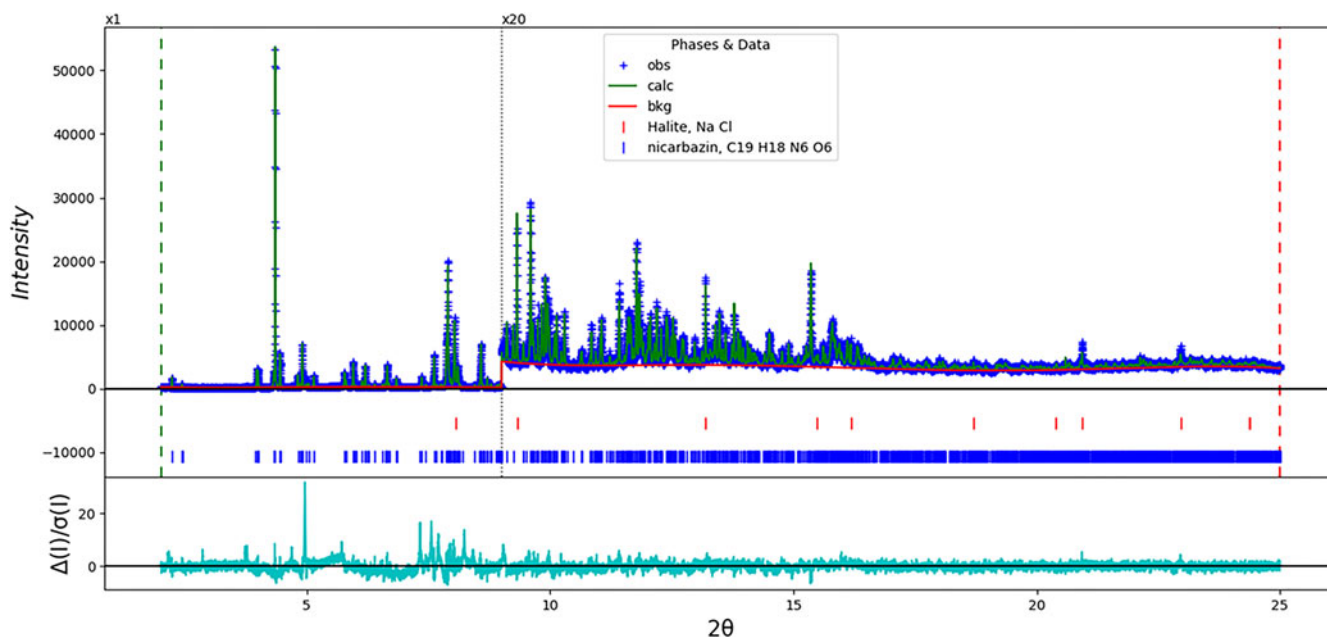 x1
x20
Phases & Data
obs
calc
bkg
Halite, Na Cl
nicarbazin, C19 H18 N6 O6
Intensity
50000
40000
30000
20000
10000
0
−10000
Δ(I)/σ(I)
20
0
5
10
15
20
25
2θ